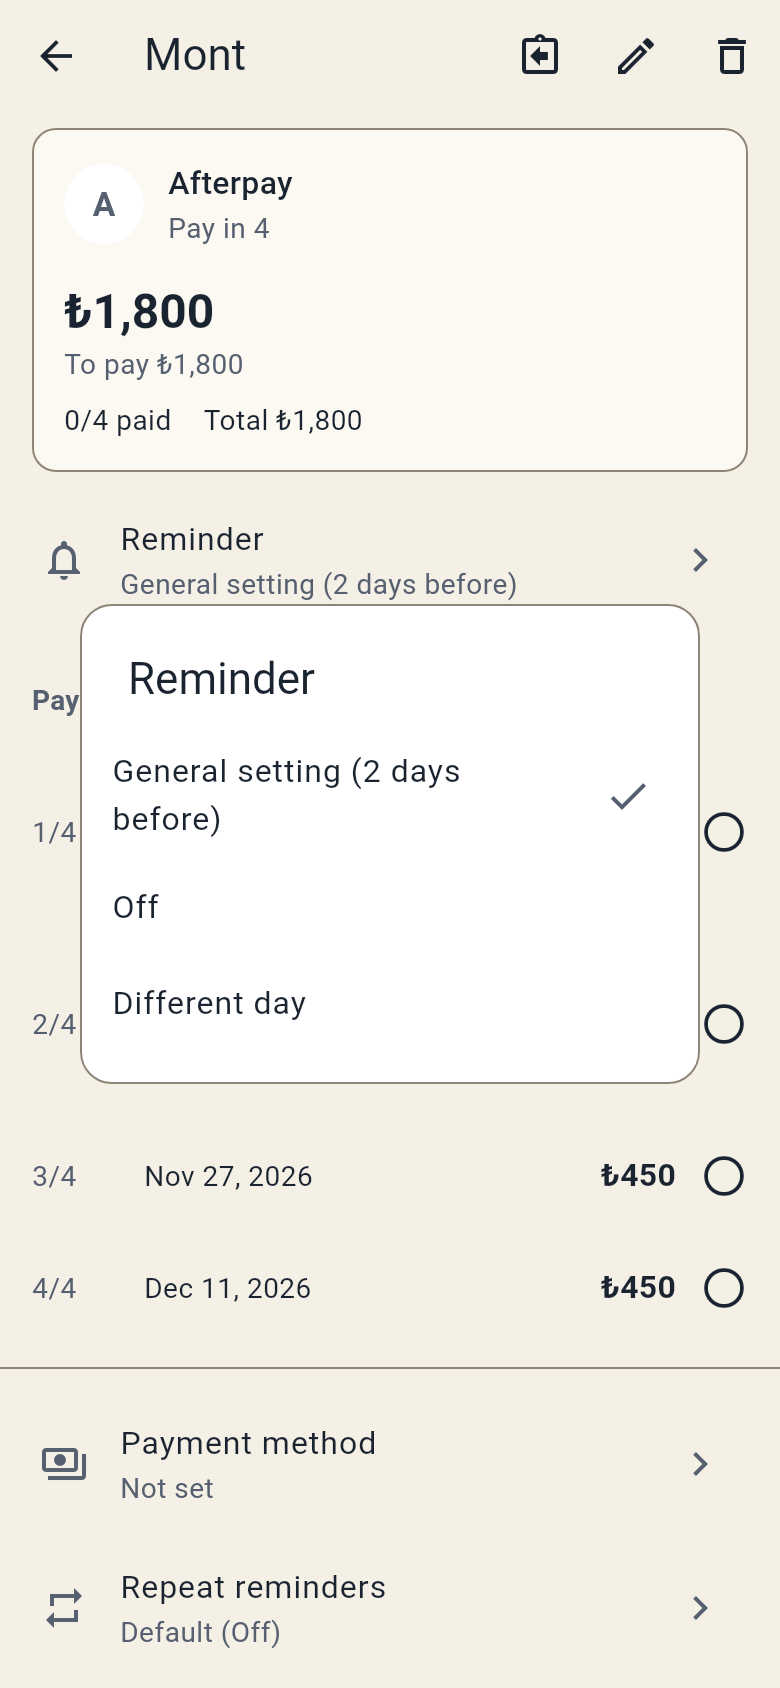 Mont
A
Afterpay
Pay in 4
₺1,800
To pay ₺1,800
0/4 paid Total ₺1,800
Reminder
General setting (2 days before)
Pay
Reminder
General setting (2 days
before)
1/4
Off
Different day
2/4
3/4 Nov 27, 2026 ₺450
4/4 Dec 11, 2026 ₺450
Payment method
Not set
Repeat reminders
Default (Off)